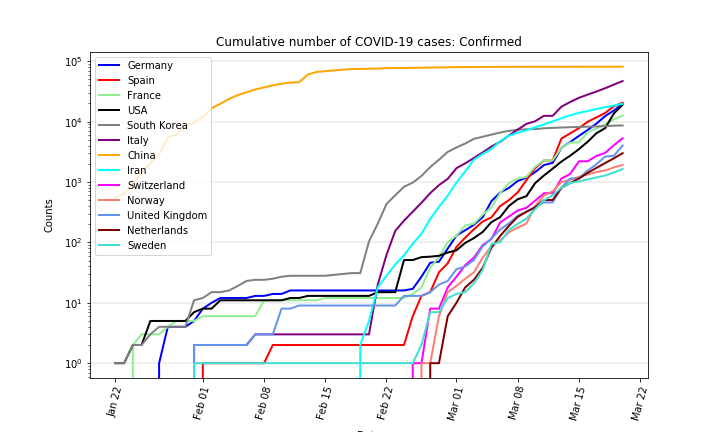 Cumulative number of COVID-19 cases: Confirmed
10⁵
10⁴
10³
10²
10¹
10⁰
Counts
Germany
Spain
France
USA
South Korea
Italy
China
Iran
Switzerland
Norway
United Kingdom
Netherlands
Sweden
Jan 22
Feb 01
Feb 08
Feb 15
Feb 22
Mar 01
Mar 08
Mar 15
Mar 22